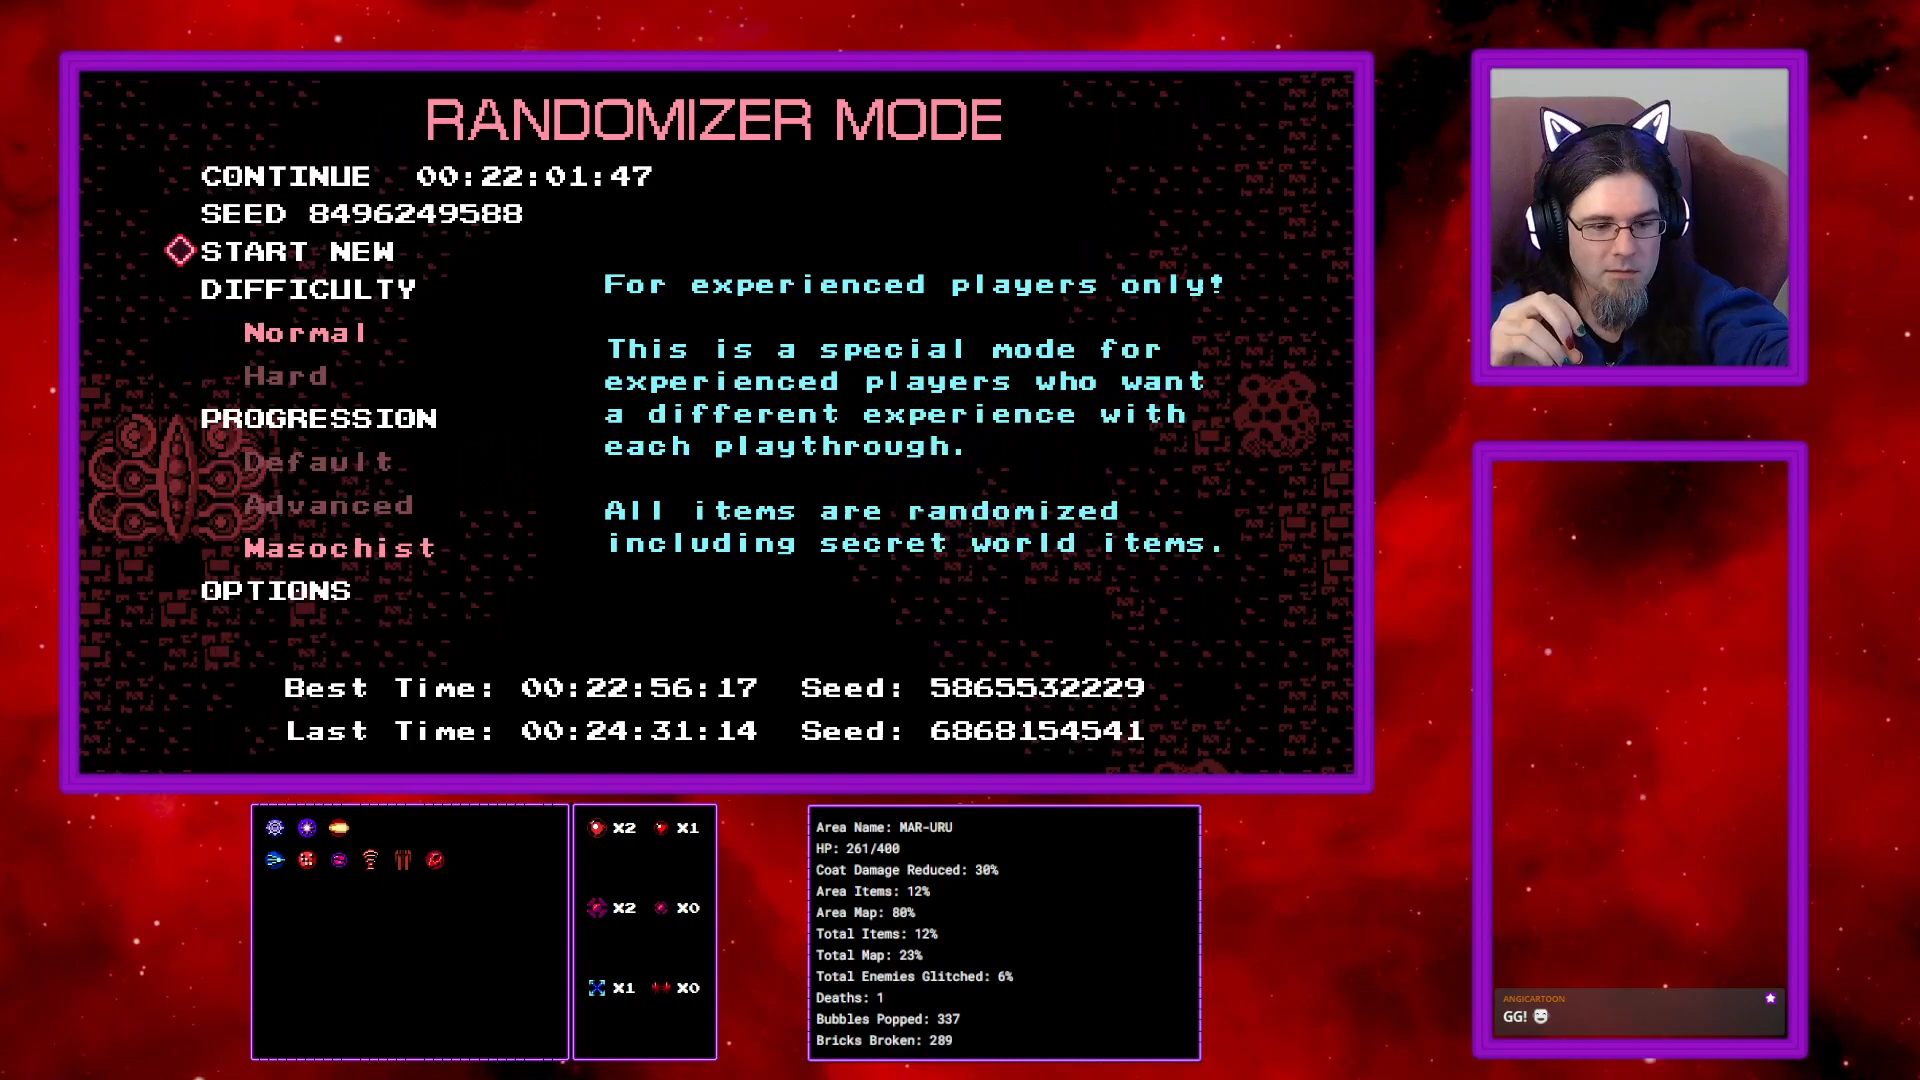 RANDOMIZER MODE
CONTINUE 00:22:01:47
SEED 8496249588
START NEW
DIFFICULTY
Normal
Hard
PROGRESSION
Default
Advanced
Masochist
OPTIONS
For experienced players only!
This is a special mode for
experienced players who want
a different experience with
each playthrough.
All items are randomized
including secret world items.
Best Time: 00:22:56:17 Seed: 5865532229
Last Time: 00:24:31:14 Seed: 6868154541
X2 X1
X2 X0
X1 X0
Area Name: MAR-URU
HP: 261/400
Coat Damage Reduced: 30%
Area Items: 12%
Area Map: 80%
Total Items: 12%
Total Map: 23%
Total Enemies Glitched: 6%
Deaths: 1
Bubbles Popped: 337
Bricks Broken: 289
ANGICARTOON
GG!